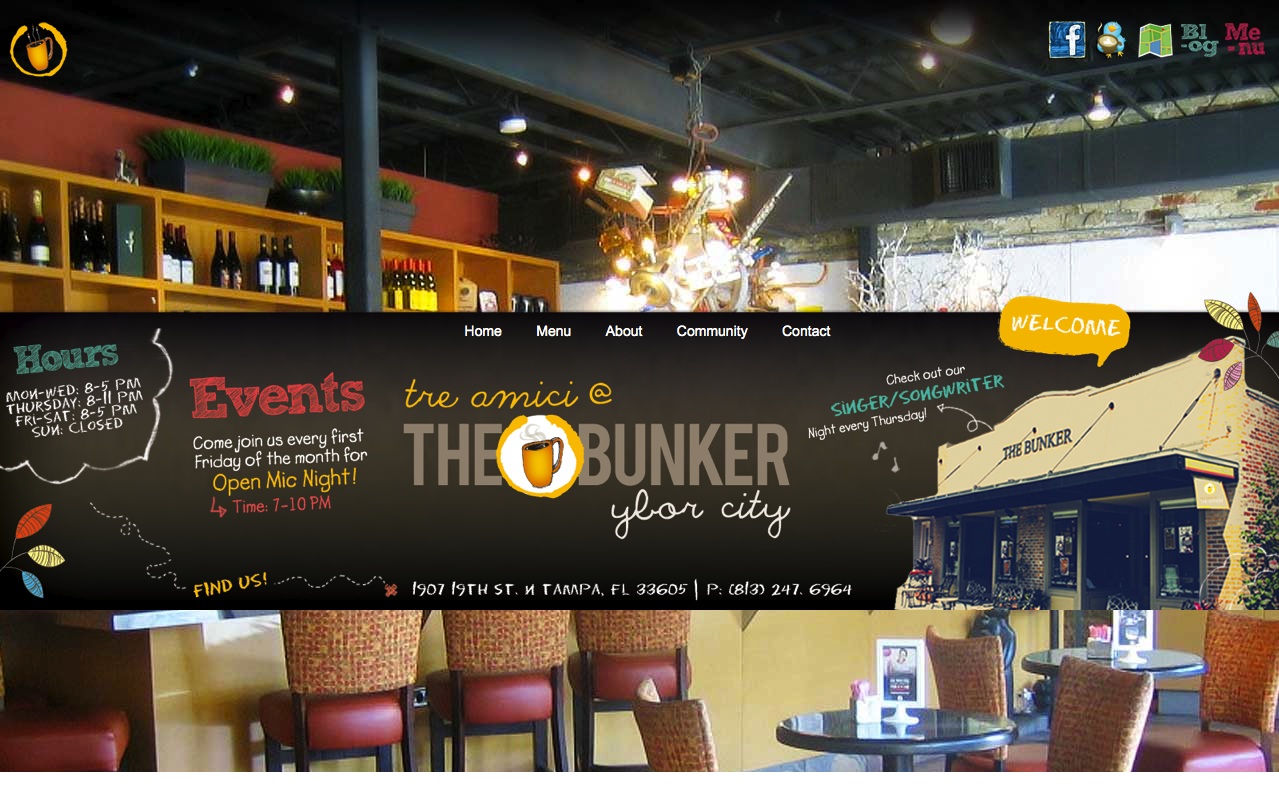 Bl
-og
Me
-nu
Home Menu About Community Contact
WELCOME
Hours
MON-WED: 8-5 PM
THURSDAY: 8-11 PM
FRI-SAT: 8-5 PM
SUN: CLOSED
Events
Come join us every first
Friday of the month for
Open Mic Night!
Time: 7-10 PM
tre amici @
THE BUNKER
ybor city
Check out our
SINGER/SONGWRITER
Night every Thursday!
THE BUNKER
FIND US!
1907 19TH ST. N TAMPA, FL 33605 | P: (813) 247. 6964